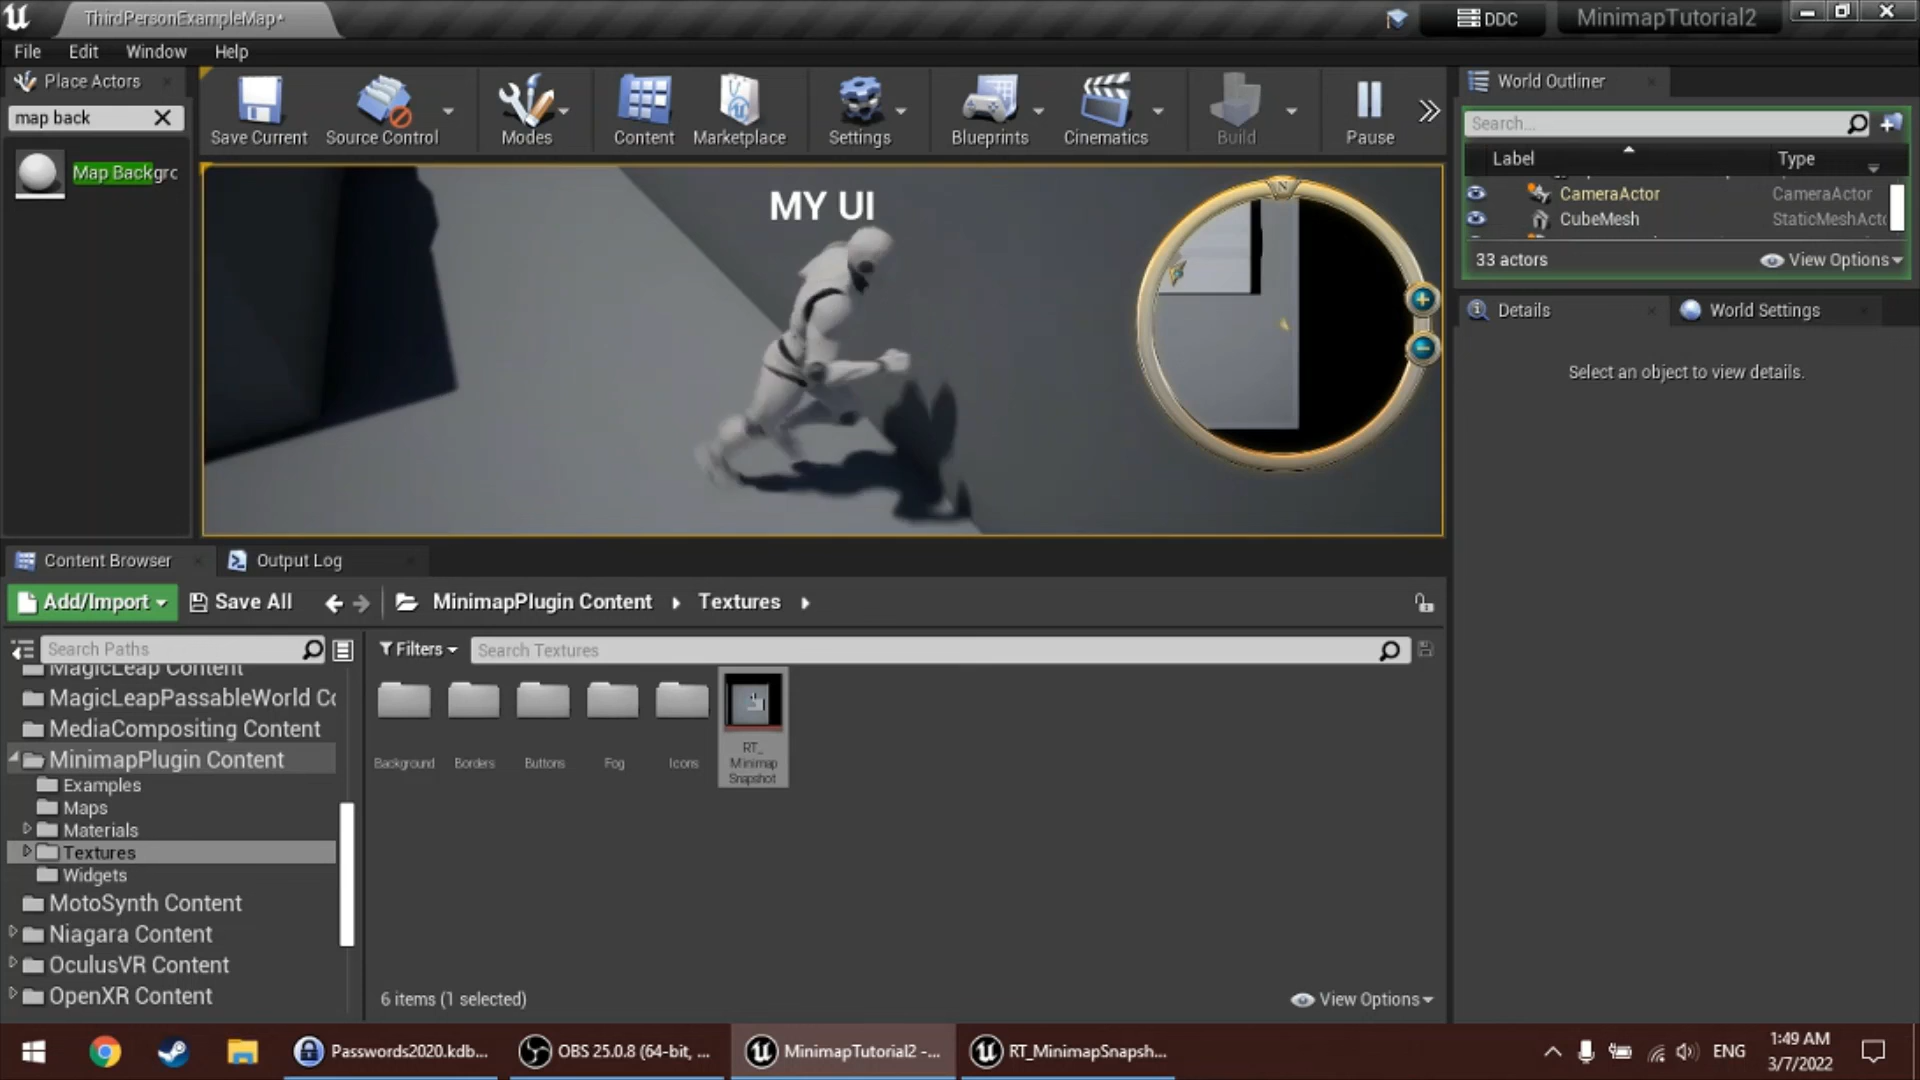 ThirdPersonExampleMap*
DDC
MinimapTutorial2
File
Edit
Window
Help
Place Actors
map back
Map Backgrc
Save Current
Source Control
Modes
Content
Marketplace
Settings
Blueprints
Cinematics
Build
Pause
MY UI
N
World Outliner
Search...
Label
Type
CameraActor
CameraActor
CubeMesh
StaticMeshActo
33 actors
View Options
Details
World Settings
Select an object to view details.
Content Browser
Output Log
Add/Import
Save All
MinimapPlugin Content
Textures
Search Paths
Filters
Search Textures
MagicLeap Content
MagicLeapPassableWorld Co
MediaCompositing Content
MinimapPlugin Content
Examples
Maps
Materials
Textures
Widgets
MotoSynth Content
Niagara Content
OculusVR Content
OpenXR Content
Background
Borders
Buttons
Fog
Icons
RT_
Minimap
Snapshot
6 items (1 selected)
View Options
Passwords2020.kdb...
OBS 25.0.8 (64-bit, ...
MinimapTutorial2 -...
RT_MinimapSnapsh...
ENG
1:49 AM
3/7/2022